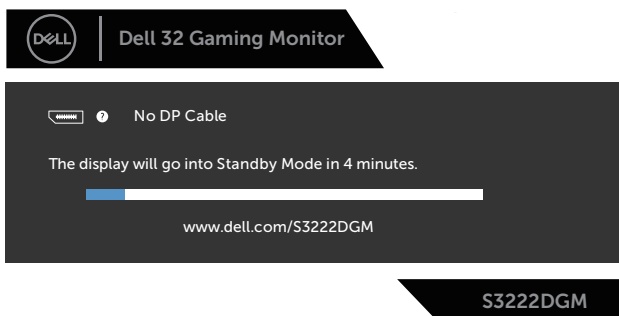 DELL
Dell 32 Gaming Monitor
? No DP Cable
The display will go into Standby Mode in 4 minutes.
www.dell.com/S3222DGM
S3222DGM